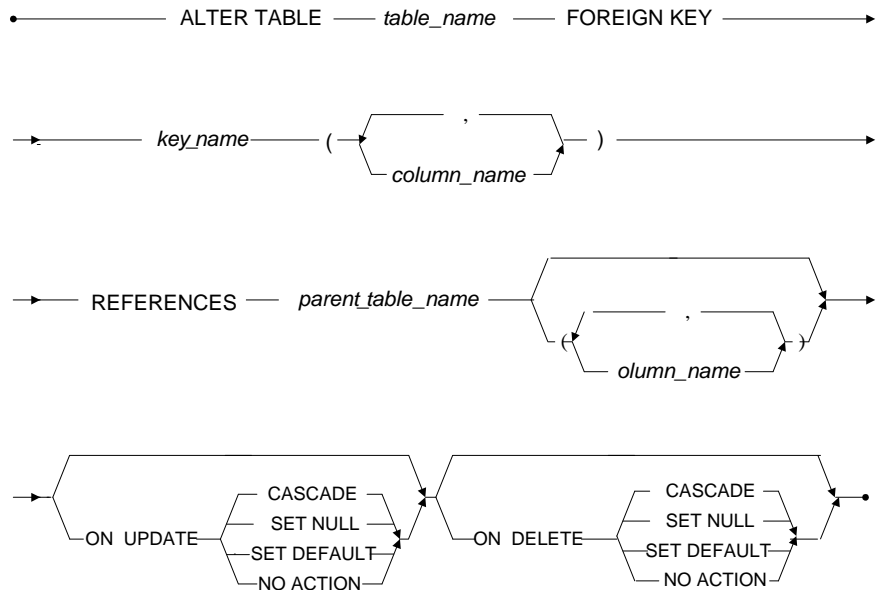 ALTER TABLE table_name FOREIGN KEY
key_name ( , )
column_name
REFERENCES parent_table_name
( , )
olumn_name
CASCADE CASCADE
SET NULL SET NULL
ON UPDATE ON DELETE
SET DEFAULT SET DEFAULT
NO ACTION NO ACTION